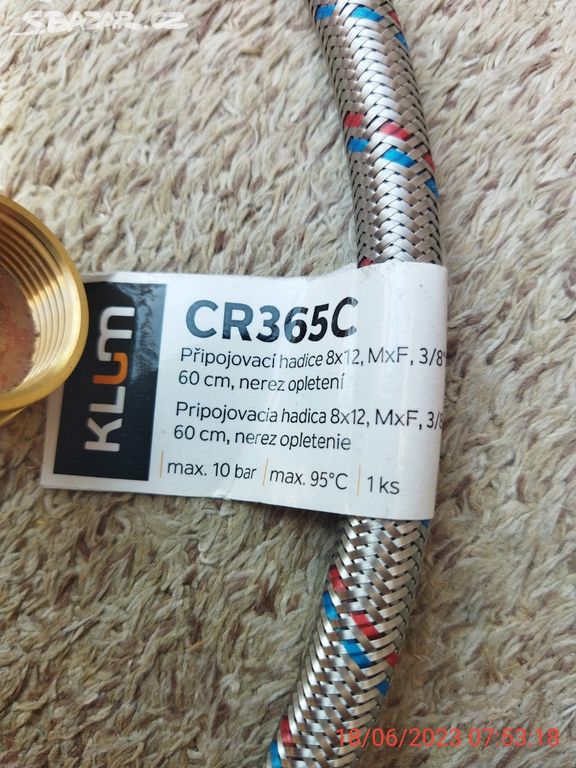 SBAZAR.CZ
KLUM
CR365C
Připojovací hadice 8x12, MxF, 3/8"
60 cm, nerez opletení
Pripojovacia hadica 8x12, MxF, 3/8
60 cm, nerez opletenie
max. 10 bar | max. 95°C | 1 ks
18/06/2023 07:53:18